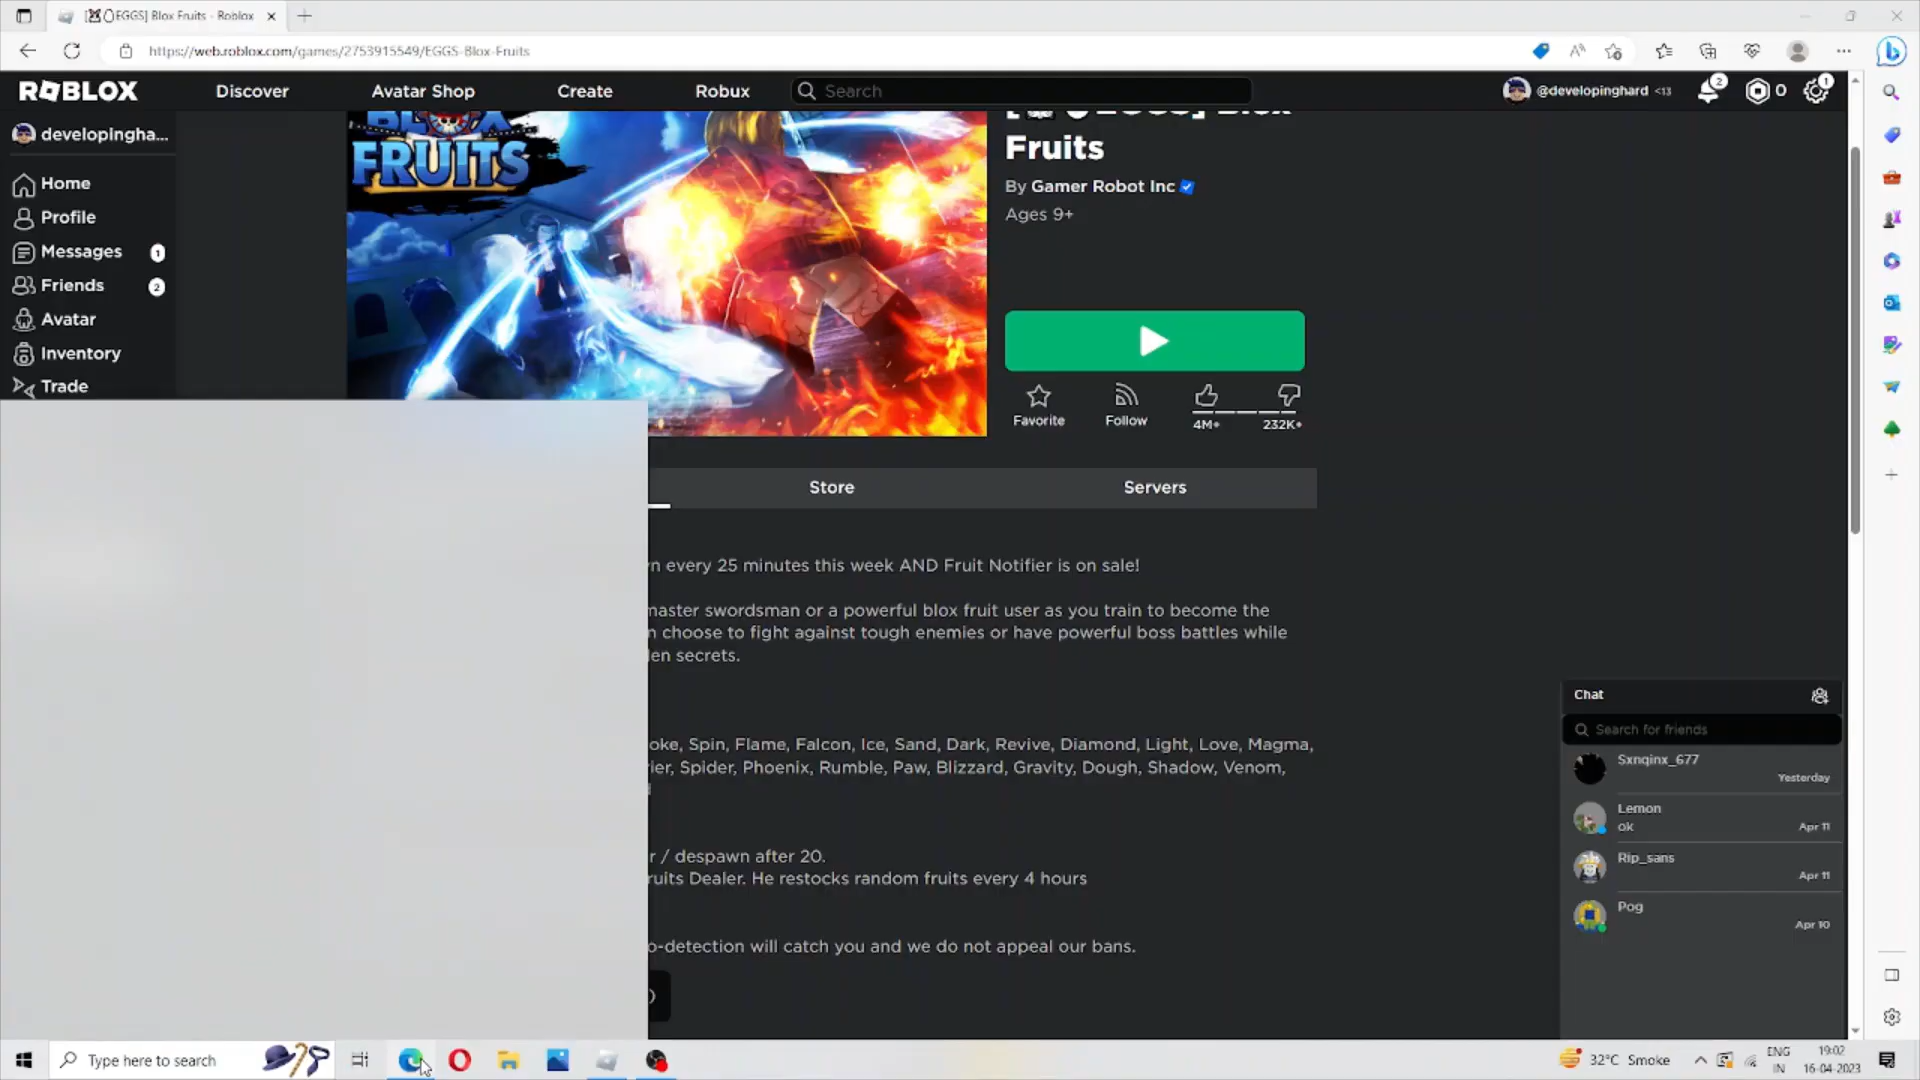 [ EGGS] Blox Fruits - Roblox
https://web.roblox.com/games/2753915549/EGGS-Blox-Fruits
ROBLOX
Discover
Avatar Shop
Create
Robux
Search
@developinghard <13
2
0
1
developingha...
Home
Profile
Messages 1
Friends 2
Avatar
Inventory
Trade
BLOX
FRUITS
[ EGGS] Blox
Fruits
By Gamer Robot Inc
Ages 9+
Favorite
Follow
4M+
232K+
Store
Servers
every 25 minutes this week AND Fruit Notifier is on sale!
master swordsman or a powerful blox fruit user as you train to become the
choose to fight against tough enemies or have powerful boss battles while
secrets.
oke, Spin, Flame, Falcon, Ice, Sand, Dark, Revive, Diamond, Light, Love, Magma,
ier, Spider, Phoenix, Rumble, Paw, Blizzard, Gravity, Dough, Shadow, Venom,
r / despawn after 20.
ruits Dealer. He restocks random fruits every 4 hours
o-detection will catch you and we do not appeal our bans.
Chat
Search for friends
Sxnqinx_677
Yesterday
Lemon
ok
Apr 11
Rip_sans
Apr 11
Pog
Apr 10
Type here to search
32°C Smoke
ENG
IN
19:02
16-04-2023